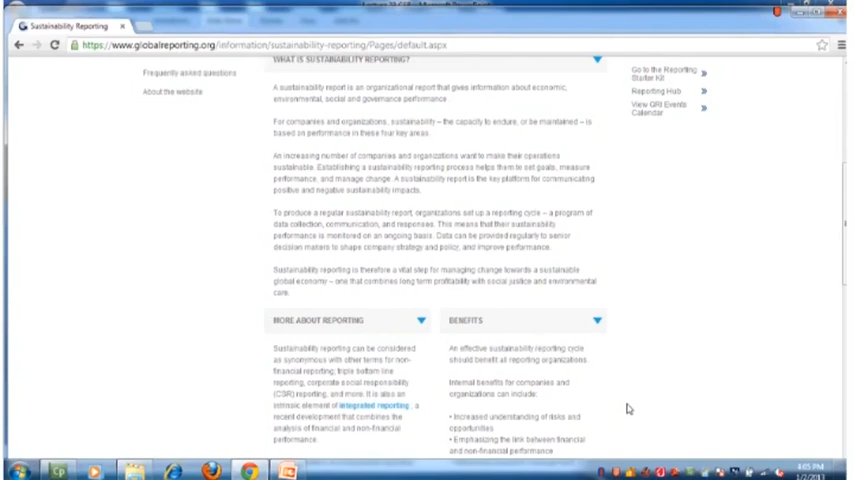 Sustainability Reporting
https://www.globalreporting.org/information/sustainability-reporting/Pages/default.aspx
Frequently asked questions
About the website
WHAT IS SUSTAINABILITY REPORTING?
A sustainability report is an organizational report that gives information about economic,
environmental, social and governance performance.
For companies and organizations, sustainability – the capacity to endure, or be maintained – is
based on performance in these four key areas.
An increasing number of companies and organizations want to make their operations
sustainable. Establishing a sustainability reporting process helps them to set goals, measure
performance, and manage change. A sustainability report is the key platform for communicating
positive and negative sustainability impacts.
To produce a regular sustainability report, organizations set up a reporting cycle – a program of
data collection, communication, and responses. This means that their sustainability
performance is monitored on an ongoing basis. Data can be provided regularly to senior
decision makers to shape company strategy and policy, and improve performance.
Sustainability reporting is therefore a vital step for managing change towards a sustainable
global economy – one that combines long term profitability with social justice and environmental
care.
Go to the Reporting
Starter Kit
Reporting Hub
View GRI Events
Calendar
MORE ABOUT REPORTING
Sustainability reporting can be considered
as synonymous with other terms for non-
financial reporting; triple bottom line
reporting, corporate social responsibility
(CSR) reporting, and more. It is also an
intrinsic element of integrated reporting , a
recent development that combines the
analysis of financial and non-financial
performance.
BENEFITS
An effective sustainability reporting cycle
should benefit all reporting organizations.
Internal benefits for companies and
organizations can include:
• Increased understanding of risks and
opportunities
• Emphasizing the link between financial
and non-financial performance
4:05 PM
1/2/2013